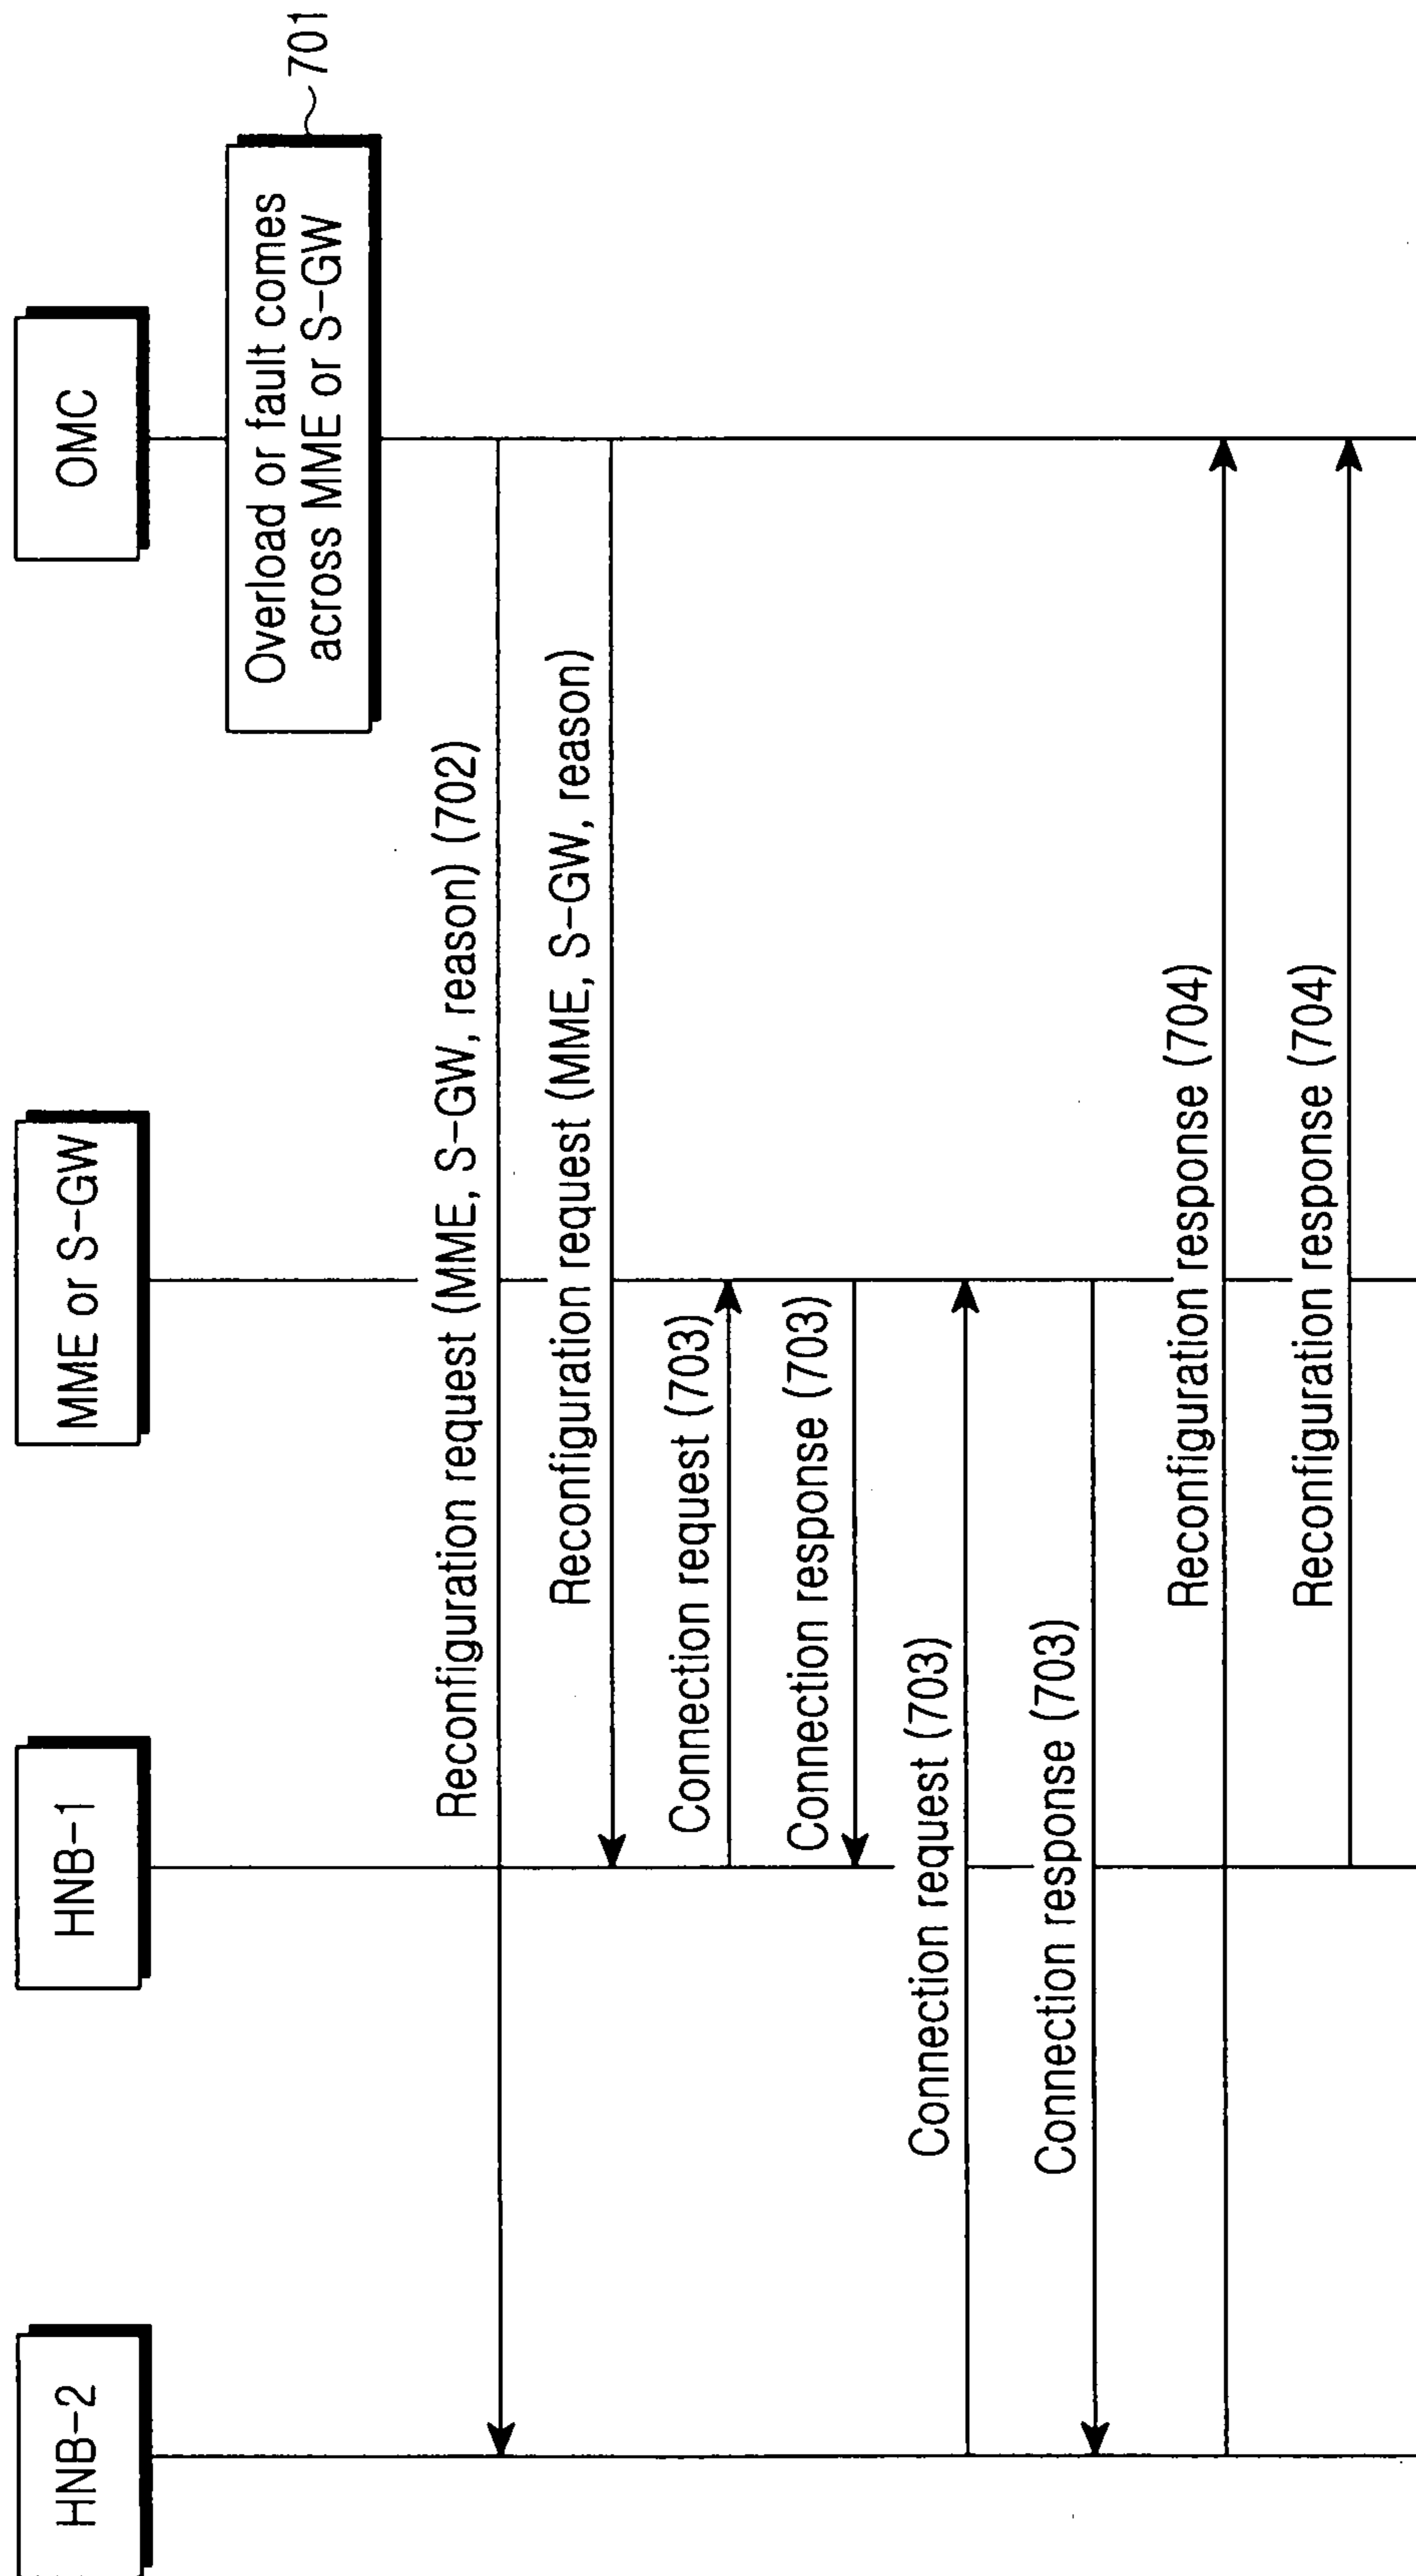 HNB-2
HNB-1
MME or S-GW
OMC
Overload or fault comes
across MME or S-GW
701
Reconfiguration request (MME, S-GW, reason) (702)
Reconfiguration request (MME, S-GW, reason)
Connection request (703)
Connection response (703)
Connection request (703)
Connection response (703)
Reconfiguration response (704)
Reconfiguration response (704)